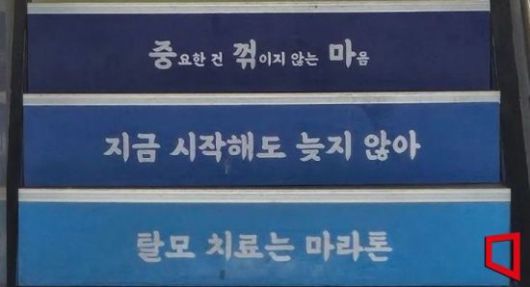 중요한 건 꺾이지 않는 마음
지금 시작해도 늦지 않아
탈모 치료는 마라톤